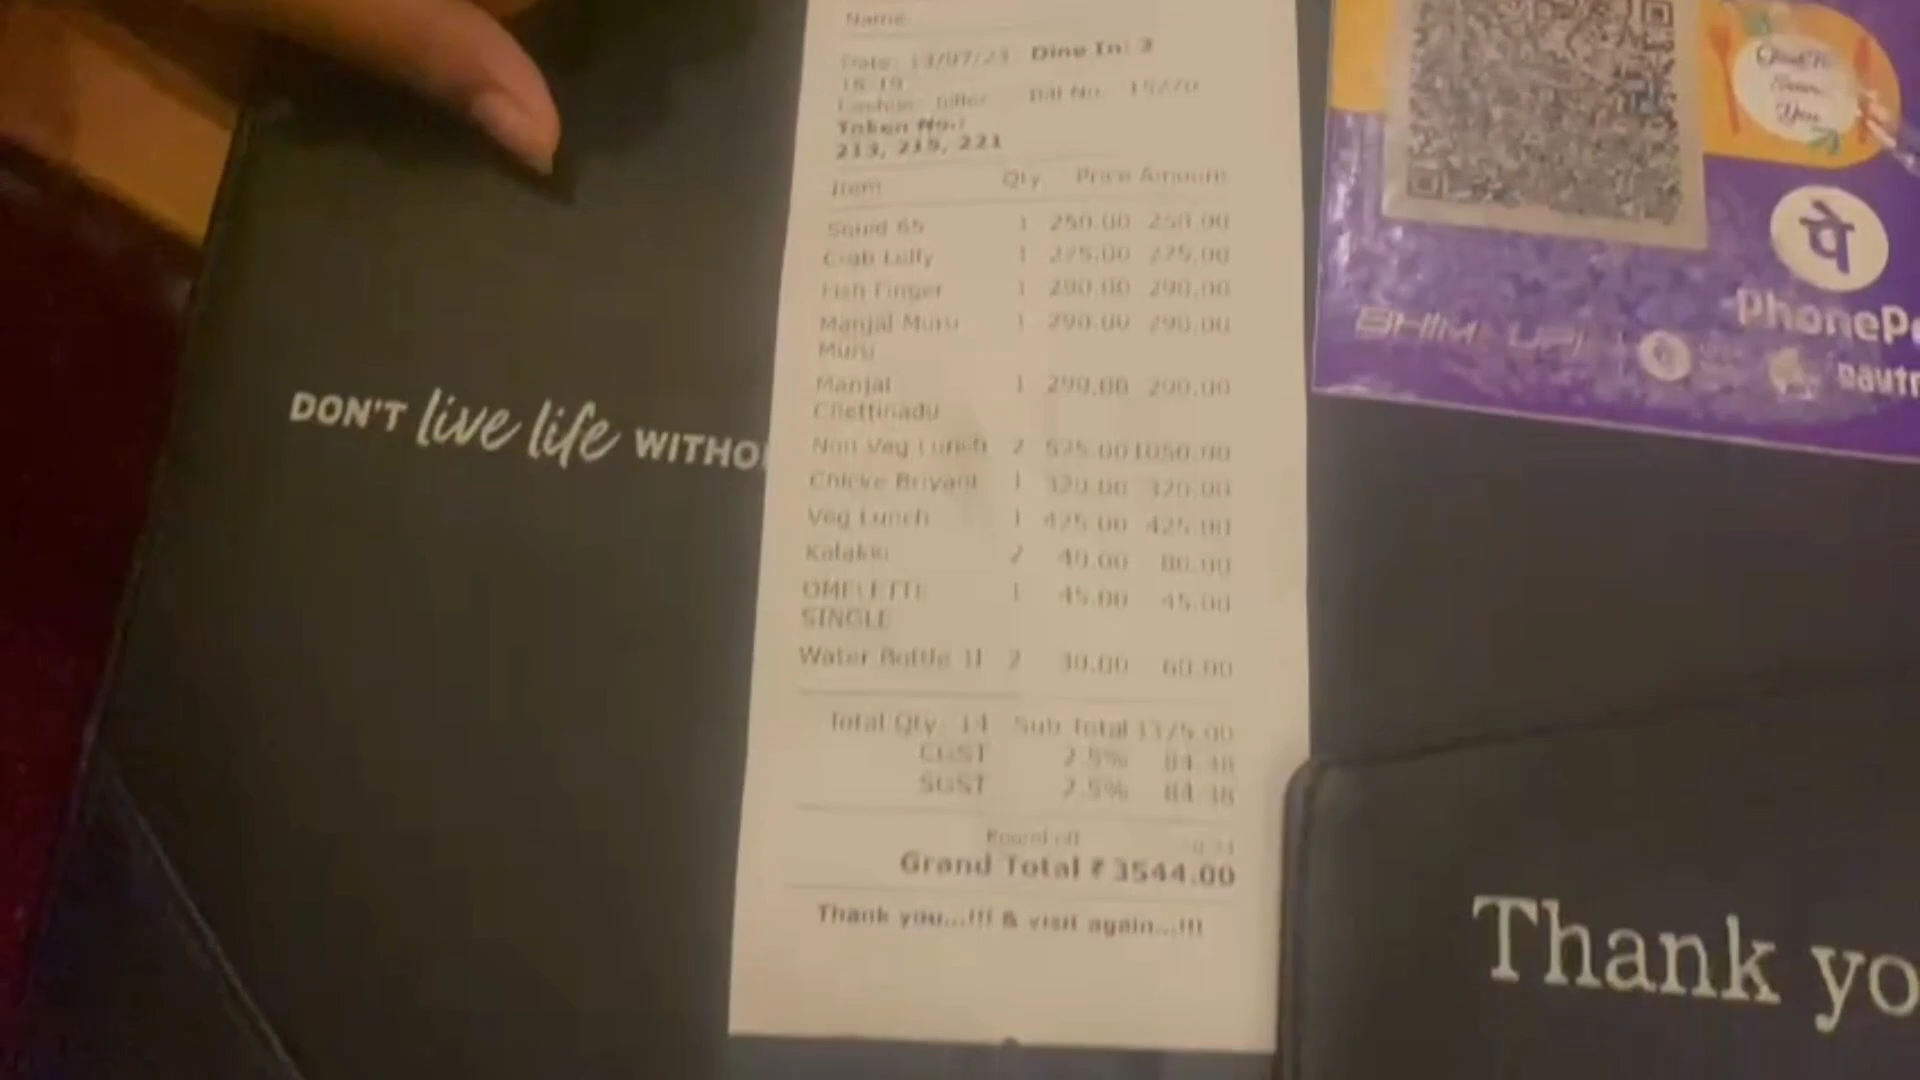 Name:
Date: 13/07/23 Dine In: 3
Bill No.: 15770
Token No.:
213, 219, 221
Item Qty. Price Amount
Squid 65 1 250.00 250.00
Crab Lolly 1 275.00 275.00
Fish Finger 1 290.00 290.00
Manjal Muru 1 290.00 290.00
Muru
Manjal 1 290.00 290.00
Chettinadu
Non Veg Lunch 2 525.00 1050.00
Chicke Briyani 1 320.00 320.00
Veg Lunch 1 425.00 425.00
Kalakki 2 40.00 80.00
OMELETTE 1 45.00 45.00
SINGLE
Water Bottle 1l 2 30.00 60.00
Total Qty: 14 Sub Total 3375.00
CGST 2.5% 84.38
SGST 2.5% 84.38
Round off
Grand Total ₹ 3544.00
Thank you...!!! & visit again...!!!
DON'T live life WITHO
You
पे
PhoneP
BHIM UPI
paytm
Thank yo